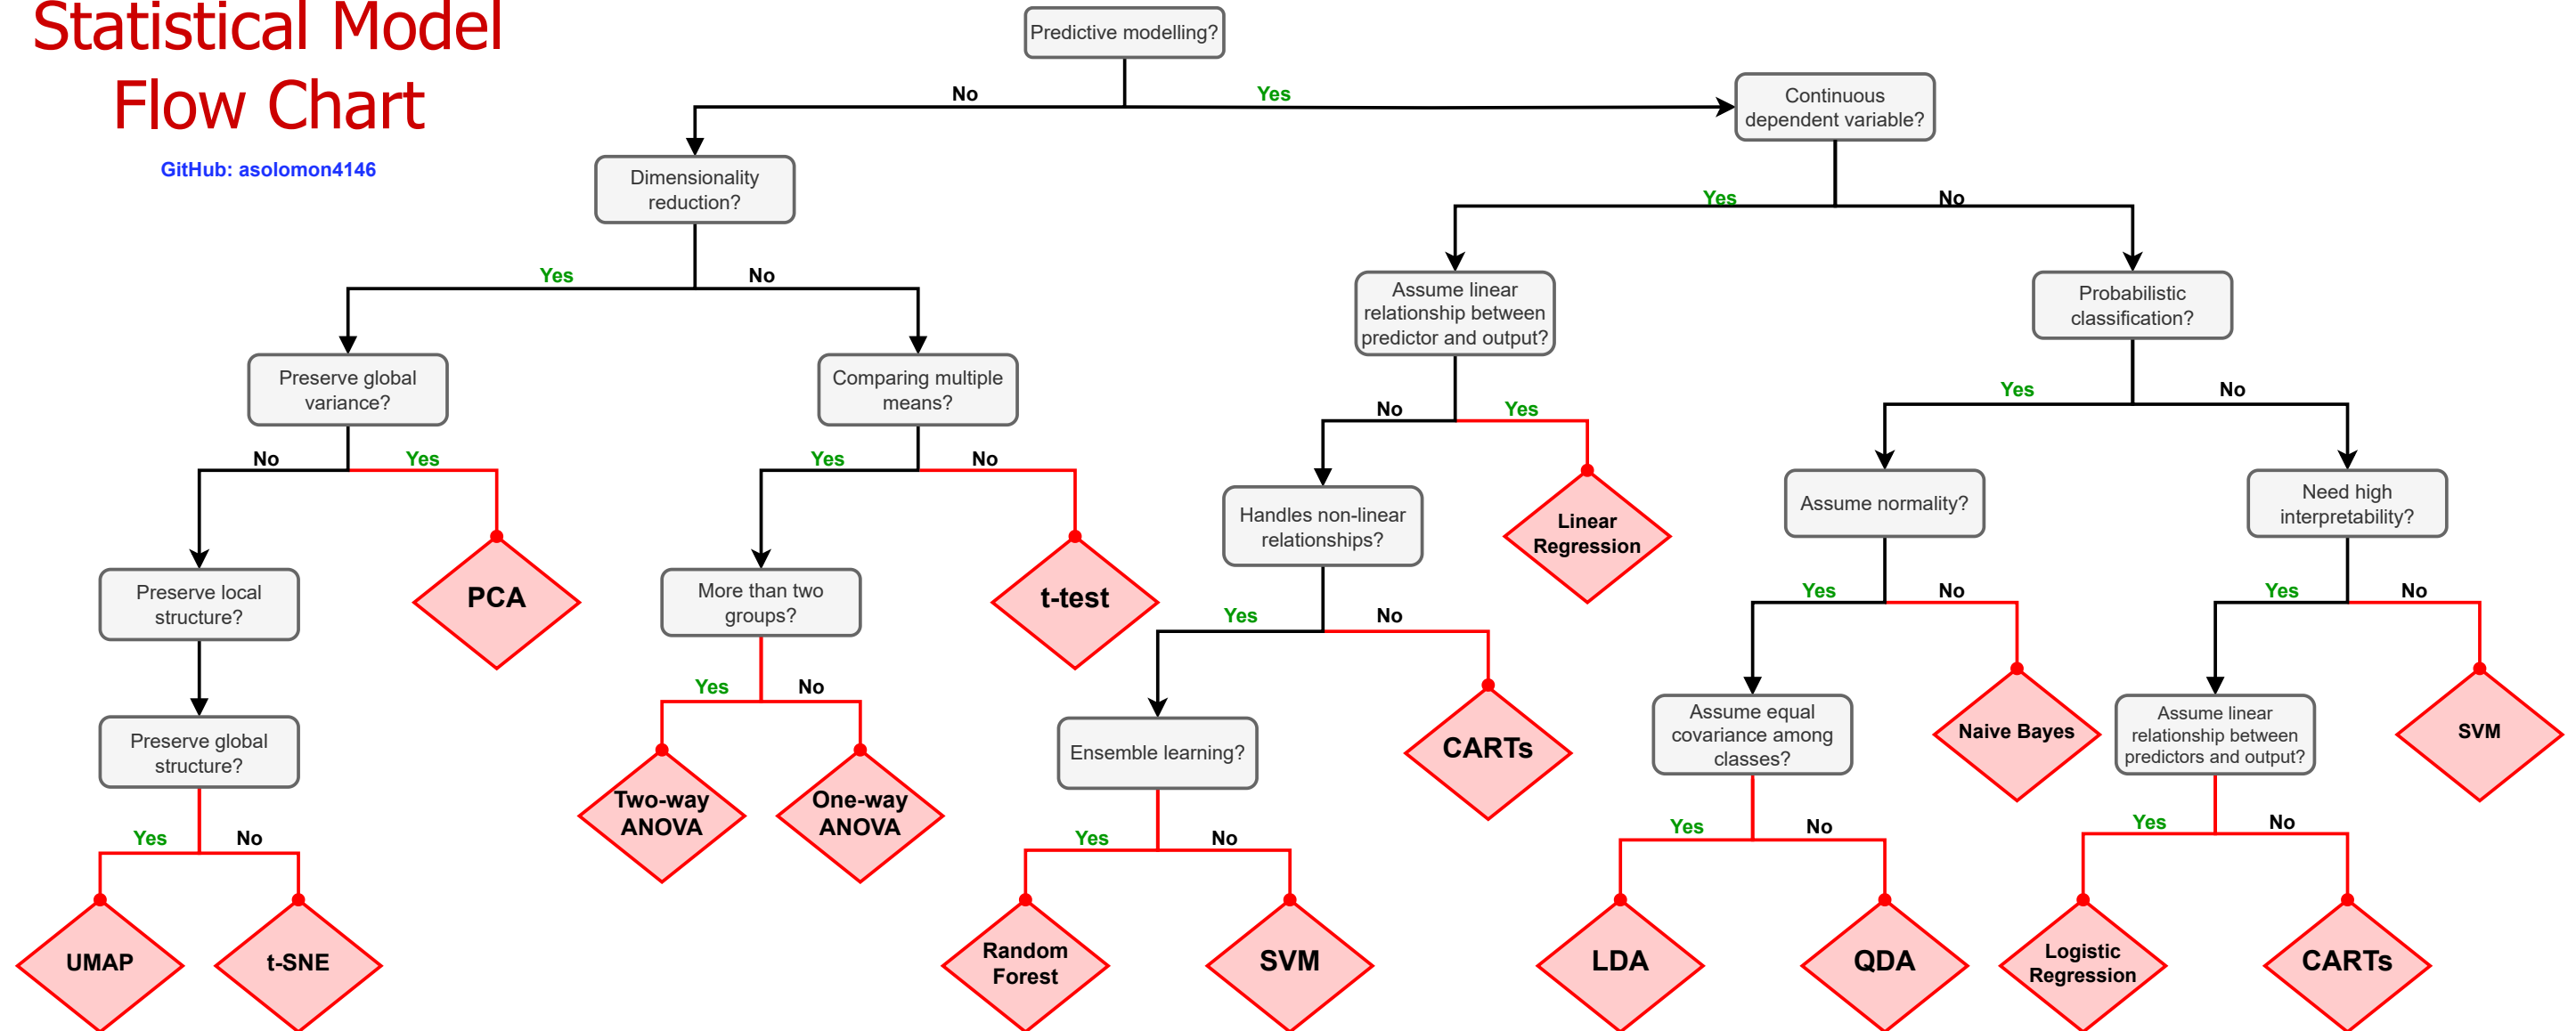 Statistical Model
Flow Chart
GitHub: asolomon4146
Predictive modelling?
No
Yes
Continuous
dependent variable?
Dimensionality
reduction?
Yes
No
Yes
No
Assume linear
relationship between
predictor and output?
Probabilistic
classification?
Preserve global
variance?
Comparing multiple
means?
No
Yes
Yes
No
No
Yes
Yes
No
Handles non-linear
relationships?
Linear
Regression
Assume normality?
Need high
interpretability?
Preserve local
structure?
PCA
More than two
groups?
t-test
Yes
No
Yes
No
Yes
No
Yes
No
Preserve global
structure?
Ensemble learning?
CARTs
Assume equal
covariance among
classes?
Naive Bayes
Assume linear
relationship between
predictors and output?
SVM
Two-way
ANOVA
One-way
ANOVA
Yes
No
Yes
No
Yes
No
Yes
No
UMAP
t-SNE
Random
Forest
SVM
LDA
QDA
Logistic
Regression
CARTs